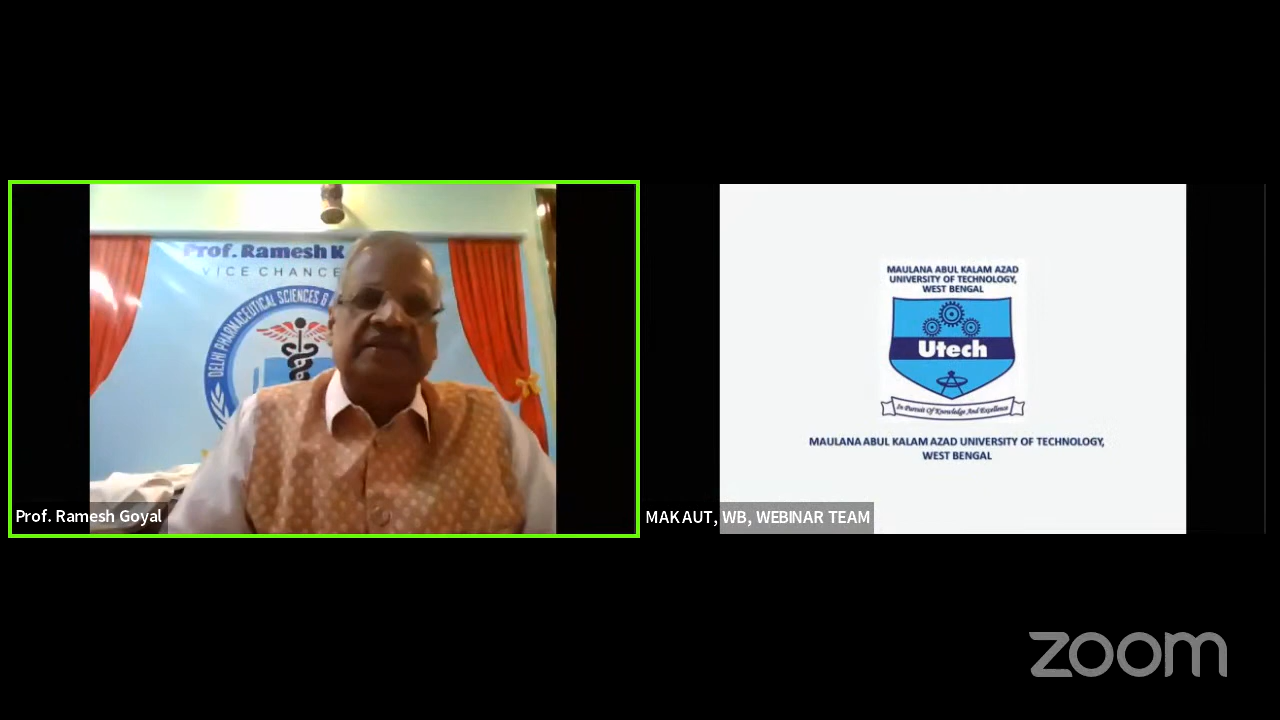 Prof. Ramesh K
VICE CHANCE
DELHI PHARMACEUTICAL SCIENCES &
Prof. Ramesh Goyal
MAULANA ABUL KALAM AZAD
UNIVERSITY OF TECHNOLOGY,
WEST BENGAL
Utech
In Pursuit Of Knowledge And Excellence
MAULANA ABUL KALAM AZAD UNIVERSITY OF TECHNOLOGY,
WEST BENGAL
MAKAUT, WB, WEBINAR TEAM
zoom